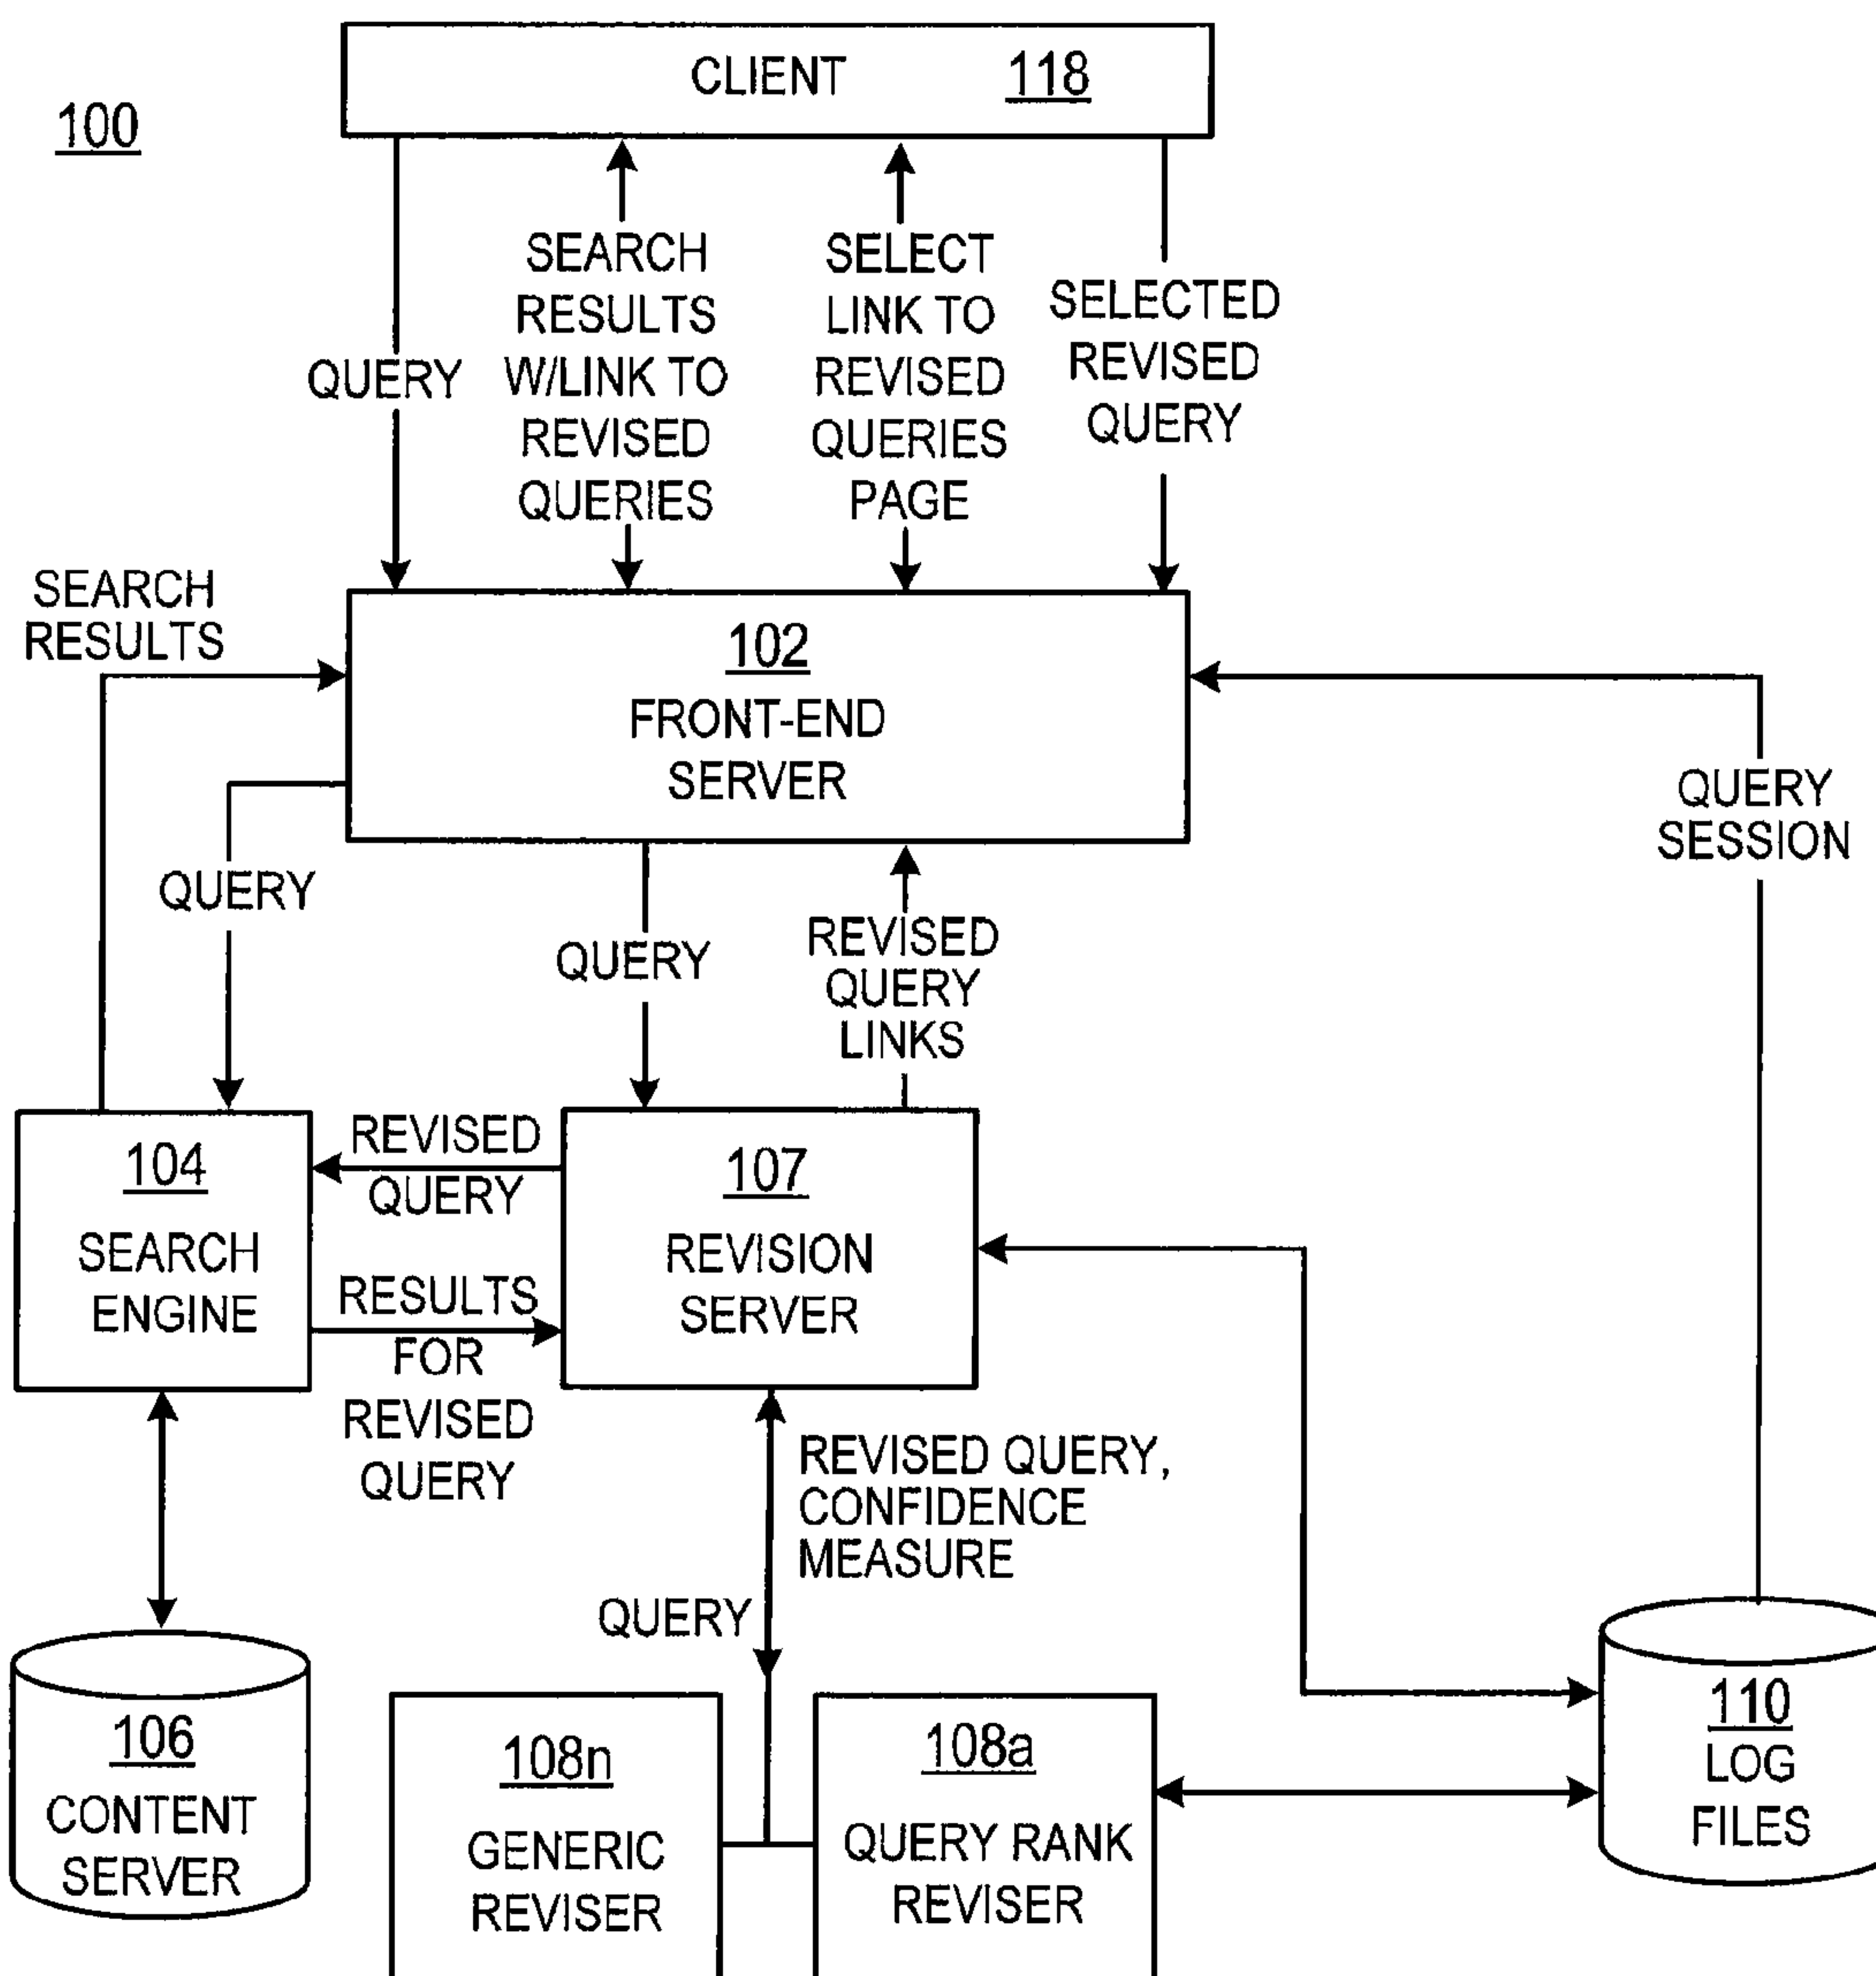 100
CLIENT 118
QUERY
SEARCH
RESULTS
W/LINK TO
REVISED
QUERIES
SELECT
LINK TO
REVISED
QUERIES
PAGE
SELECTED
REVISED
QUERY
SEARCH
RESULTS
102
FRONT-END
SERVER
QUERY
SESSION
QUERY
QUERY
REVISED
QUERY
LINKS
104
SEARCH
ENGINE
REVISED
QUERY
RESULTS
FOR
REVISED
QUERY
107
REVISION
SERVER
REVISED QUERY,
CONFIDENCE
MEASURE
QUERY
106
CONTENT
SERVER
108n
GENERIC
REVISER
108a
QUERY RANK
REVISER
110
LOG
FILES